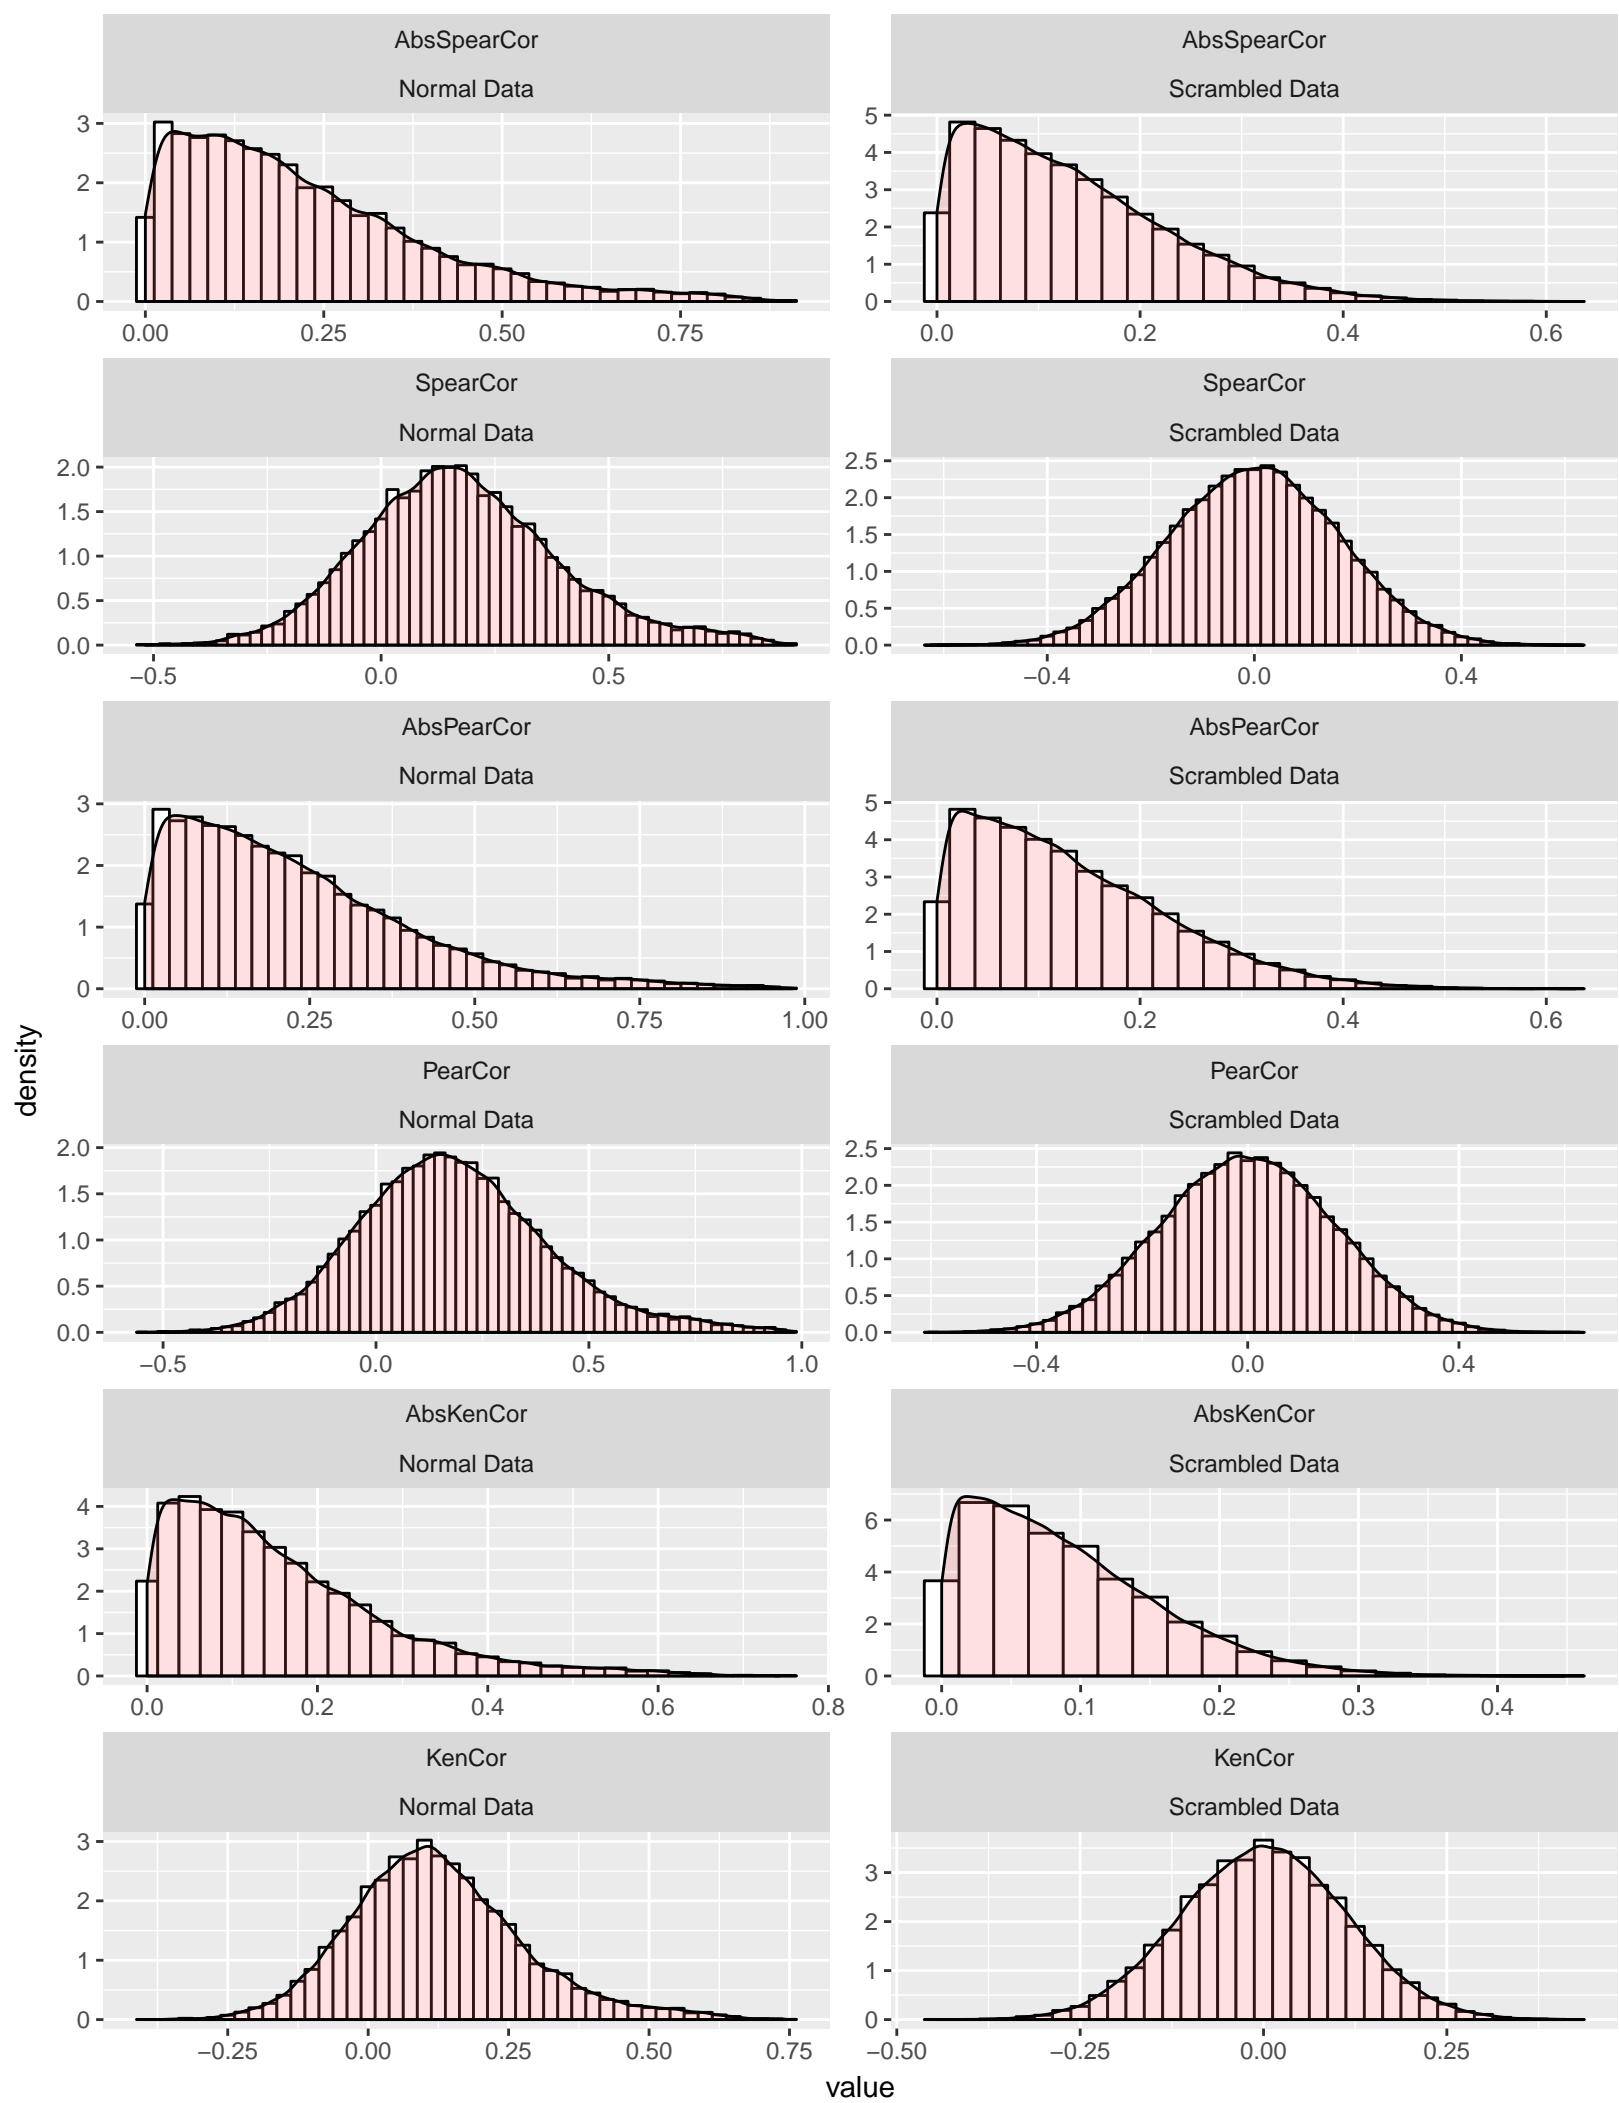 AbsSpearCor
Normal Data
3
2
1
0
0.00 0.25 0.50 0.75
AbsSpearCor
Scrambled Data
5
4
3
2
1
0
0.0 0.2 0.4 0.6
SpearCor
Normal Data
2.0
1.5
1.0
0.5
0.0
−0.5 0.0 0.5
SpearCor
Scrambled Data
2.5
2.0
1.5
1.0
0.5
0.0
−0.4 0.0 0.4
AbsPearCor
Normal Data
3
2
1
0
0.00 0.25 0.50 0.75 1.00
AbsPearCor
Scrambled Data
5
4
3
2
1
0
0.0 0.2 0.4 0.6
PearCor
Normal Data
2.0
1.5
1.0
0.5
0.0
−0.5 0.0 0.5 1.0
PearCor
Scrambled Data
2.5
2.0
1.5
1.0
0.5
0.0
−0.4 0.0 0.4
AbsKenCor
Normal Data
4
3
2
1
0
0.0 0.2 0.4 0.6 0.8
AbsKenCor
Scrambled Data
6
4
2
0
0.0 0.1 0.2 0.3 0.4
KenCor
Normal Data
3
2
1
0
−0.25 0.00 0.25 0.50 0.75
KenCor
Scrambled Data
3
2
1
0
−0.50 −0.25 0.00 0.25
density
value